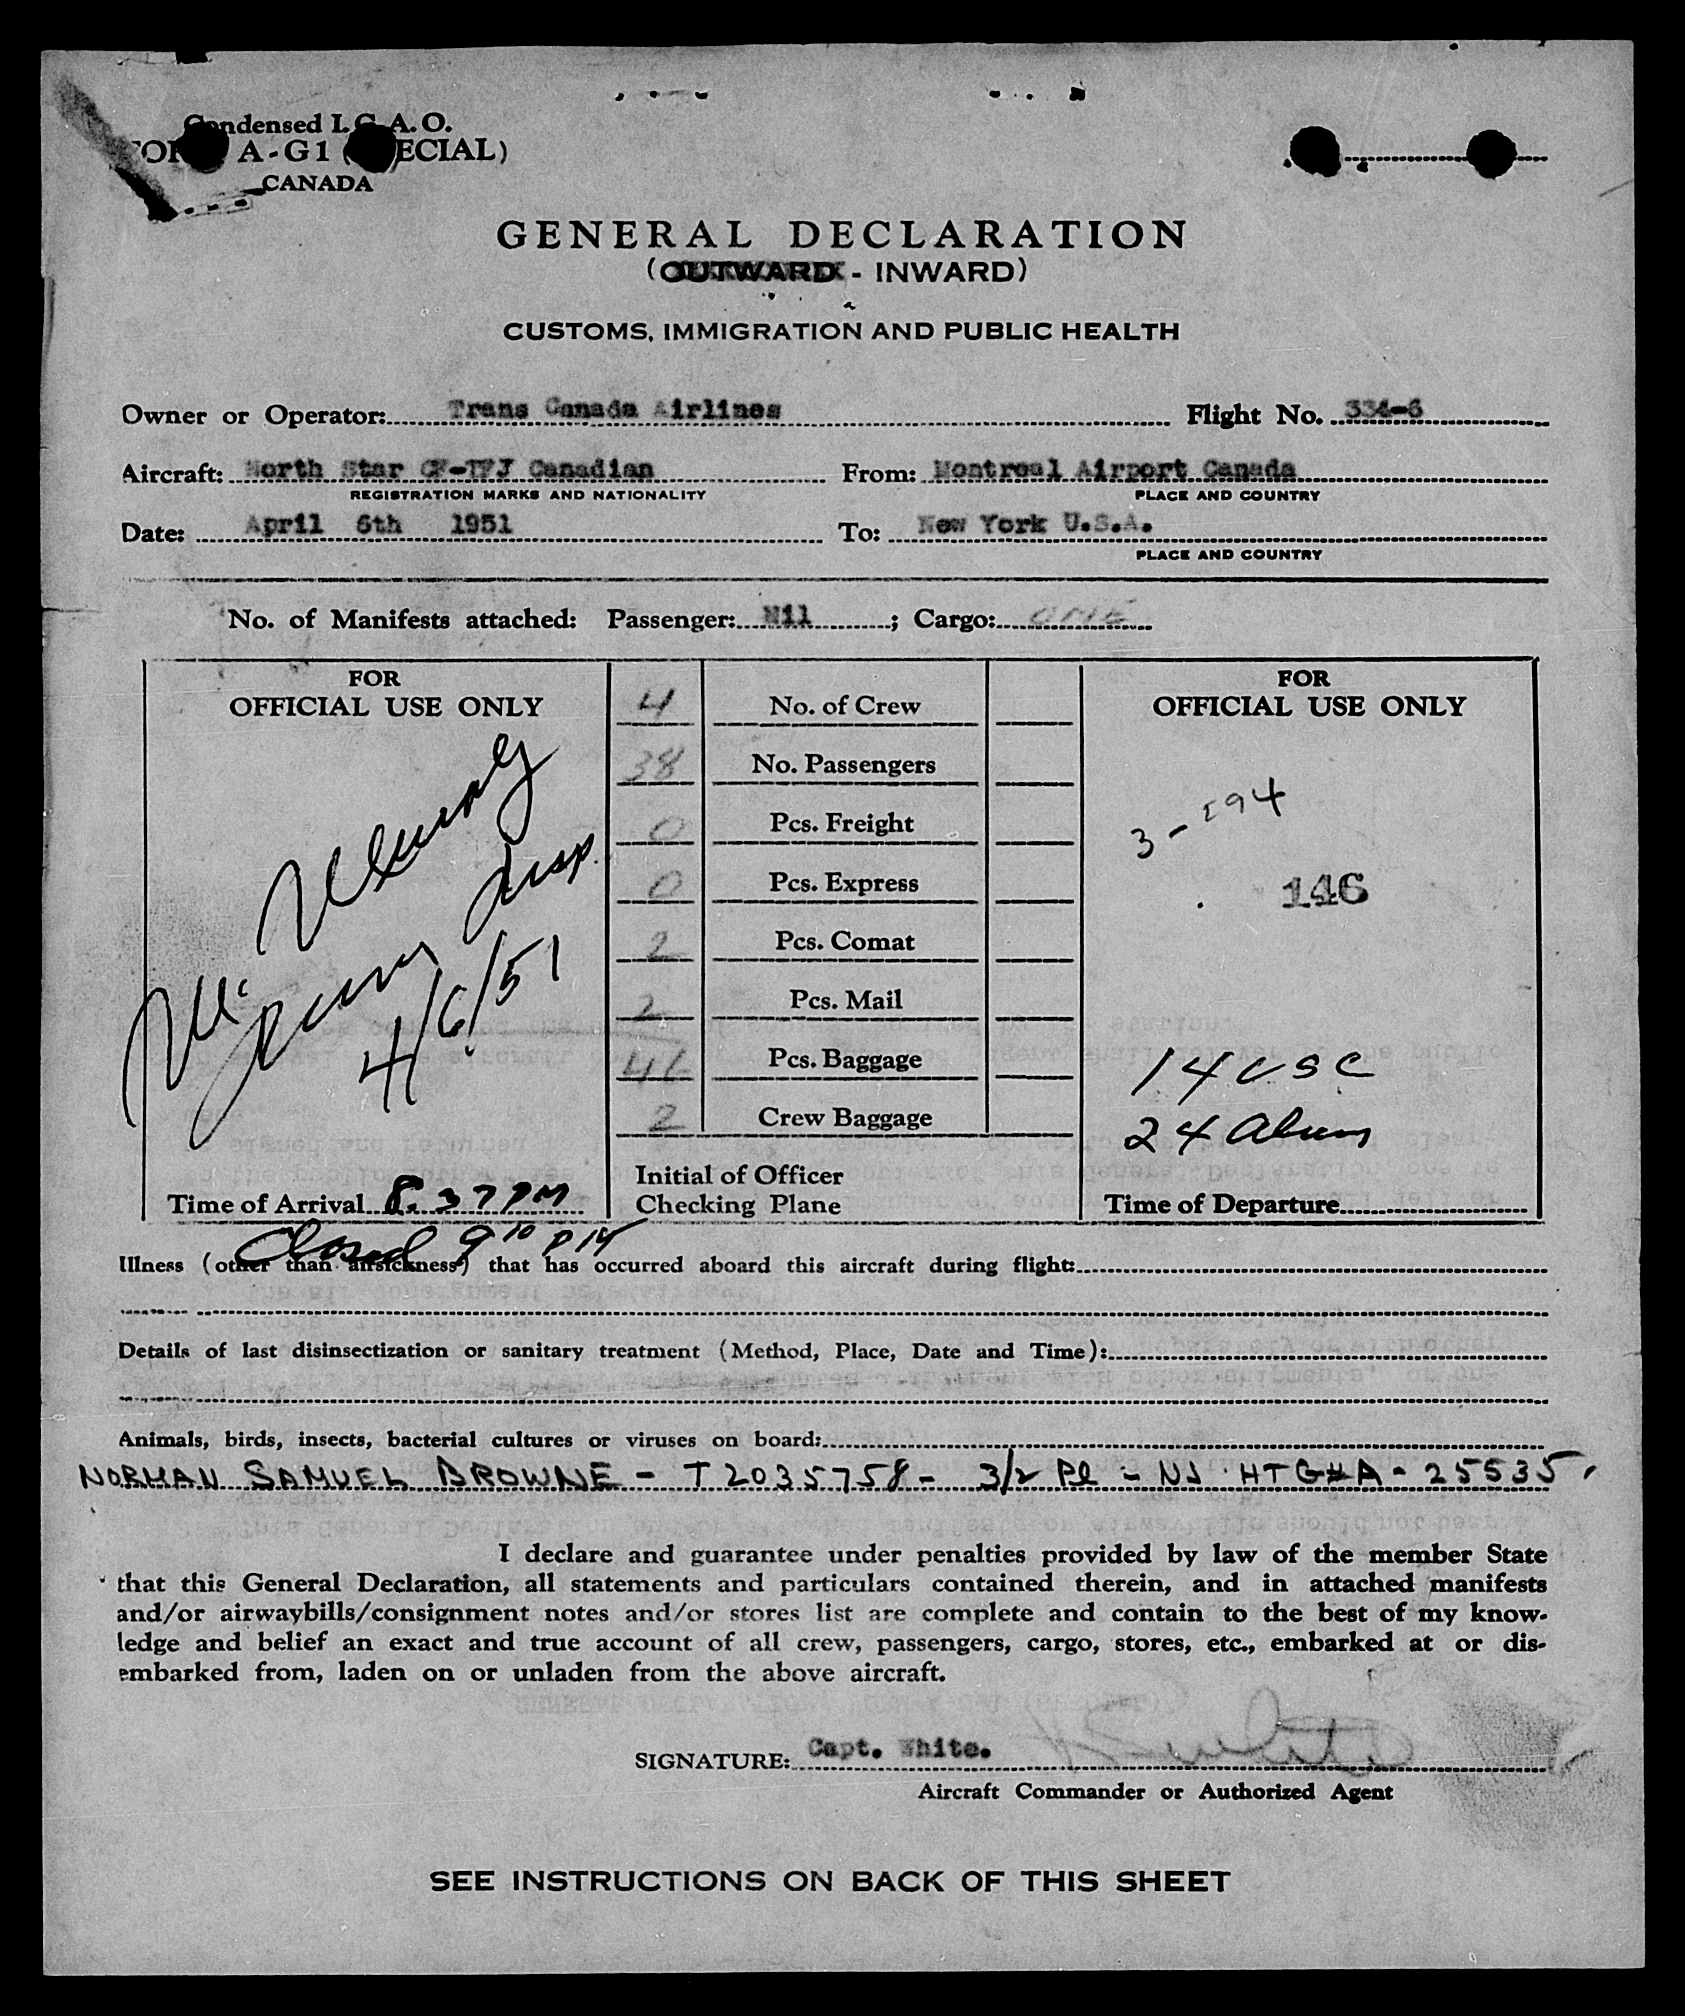 Condensed I.C.A.O.
FORM A-G1 (SPECIAL)
CANADA
GENERAL DECLARATION
(OUTWARD - INWARD)
CUSTOMS, IMMIGRATION AND PUBLIC HEALTH
Owner or Operator: Trans Canada Airlines Flight No. 334-6
Aircraft: North Star CF-TFJ Canadian From: Montreal Airport Canada
REGISTRATION MARKS AND NATIONALITY PLACE AND COUNTRY
Date: April 6th 1951 To: New York U.S.A.
PLACE AND COUNTRY
No. of Manifests attached: Passenger: Nil ; Cargo: ONE
FOR
OFFICIAL USE ONLY
4/6/51
Time of Arrival 8.37 PM
Closed 9 10 PM
4 No. of Crew
38 No. Passengers
0 Pcs. Freight
0 Pcs. Express
2 Pcs. Comat
2 Pcs. Mail
46 Pcs. Baggage
2 Crew Baggage
Initial of Officer
Checking Plane
FOR
OFFICIAL USE ONLY
146
14 USC
24 Aliens
Time of Departure
Illness (other than airsickness) that has occurred aboard this aircraft during flight:
Details of last disinsectization or sanitary treatment (Method, Place, Date and Time):
Animals, birds, insects, bacterial cultures or viruses on board:
NORMAN SAMUEL BROWNE - T2035758 - 3/2 Pl - NJ HTG#A - 25535
I declare and guarantee under penalties provided by law of the member State
that this General Declaration, all statements and particulars contained therein, and in attached manifests
and/or airwaybills/consignment notes and/or stores list are complete and contain to the best of my know-
ledge and belief an exact and true account of all crew, passengers, cargo, stores, etc., embarked at or dis-
embarked from, laden on or unladen from the above aircraft.
SIGNATURE: Capt. White.
Aircraft Commander or Authorized Agent
SEE INSTRUCTIONS ON BACK OF THIS SHEET